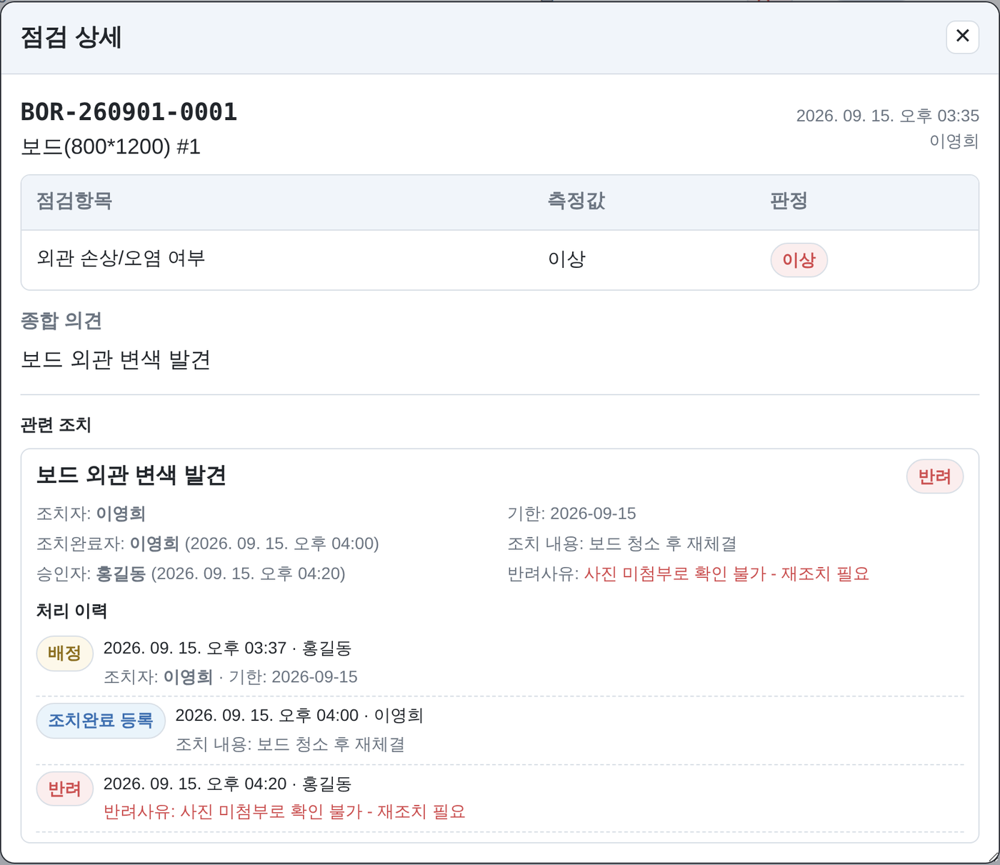 점검 상세
✕
BOR-260901-0001
2026. 09. 15. 오후 03:35
보드(800*1200) #1
이영희
점검항목 측정값 판정
외관 손상/오염 여부 이상 이상
종합 의견
보드 외관 변색 발견
관련 조치
보드 외관 변색 발견 반려
조치자: 이영희 기한: 2026-09-15
조치완료자: 이영희 (2026. 09. 15. 오후 04:00) 조치 내용: 보드 청소 후 재체결
승인자: 홍길동 (2026. 09. 15. 오후 04:20) 반려사유: 사진 미첨부로 확인 불가 - 재조치 필요
처리 이력
배정 2026. 09. 15. 오후 03:37 · 홍길동
조치자: 이영희 · 기한: 2026-09-15
조치완료 등록 2026. 09. 15. 오후 04:00 · 이영희
조치 내용: 보드 청소 후 재체결
반려 2026. 09. 15. 오후 04:20 · 홍길동
반려사유: 사진 미첨부로 확인 불가 - 재조치 필요